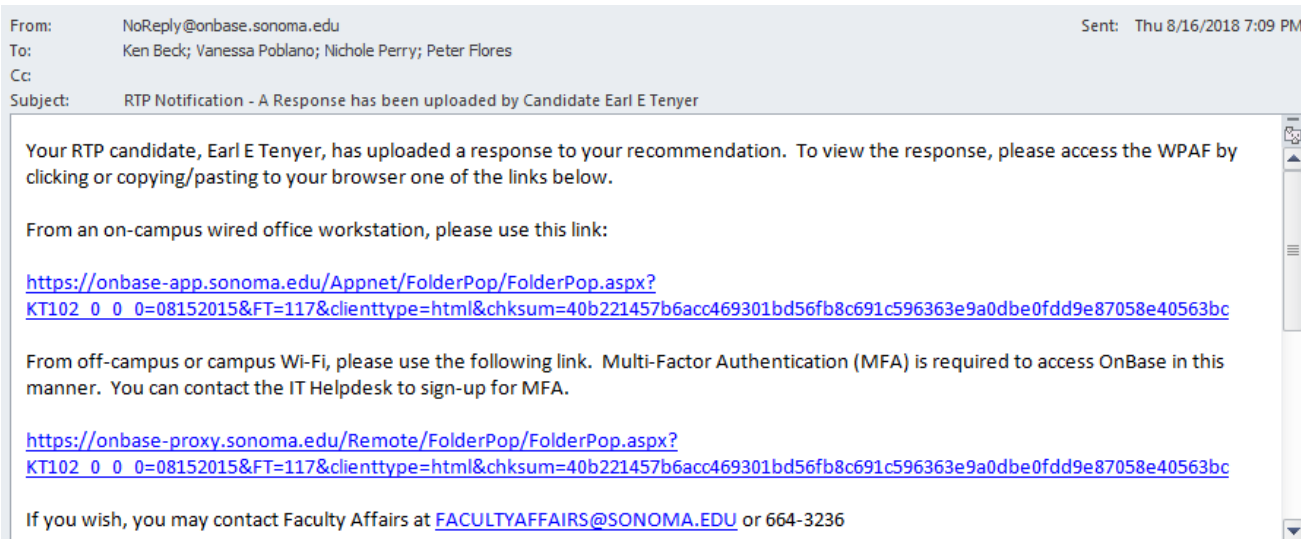 From: NoReply@onbase.sonoma.edu Sent: Thu 8/16/2018 7:09 PM
To: Ken Beck; Vanessa Poblano; Nichole Perry; Peter Flores
Cc:
Subject: RTP Notification - A Response has been uploaded by Candidate Earl E Tenyer
Your RTP candidate, Earl E Tenyer, has uploaded a response to your recommendation. To view the response, please access the WPAF by
clicking or copying/pasting to your browser one of the links below.
From an on-campus wired office workstation, please use this link:
https://onbase-app.sonoma.edu/Appnet/FolderPop/FolderPop.aspx?
KT102_0_0_0=08152015&FT=117&clienttype=html&chksum=40b221457b6acc469301bd56fb8c691c596363e9a0dbe0fdd9e87058e40563bc
From off-campus or campus Wi-Fi, please use the following link. Multi-Factor Authentication (MFA) is required to access OnBase in this
manner. You can contact the IT Helpdesk to sign-up for MFA.
https://onbase-proxy.sonoma.edu/Remote/FolderPop/FolderPop.aspx?
KT102_0_0_0=08152015&FT=117&clienttype=html&chksum=40b221457b6acc469301bd56fb8c691c596363e9a0dbe0fdd9e87058e40563bc
If you wish, you may contact Faculty Affairs at FACULTYAFFAIRS@SONOMA.EDU or 664-3236